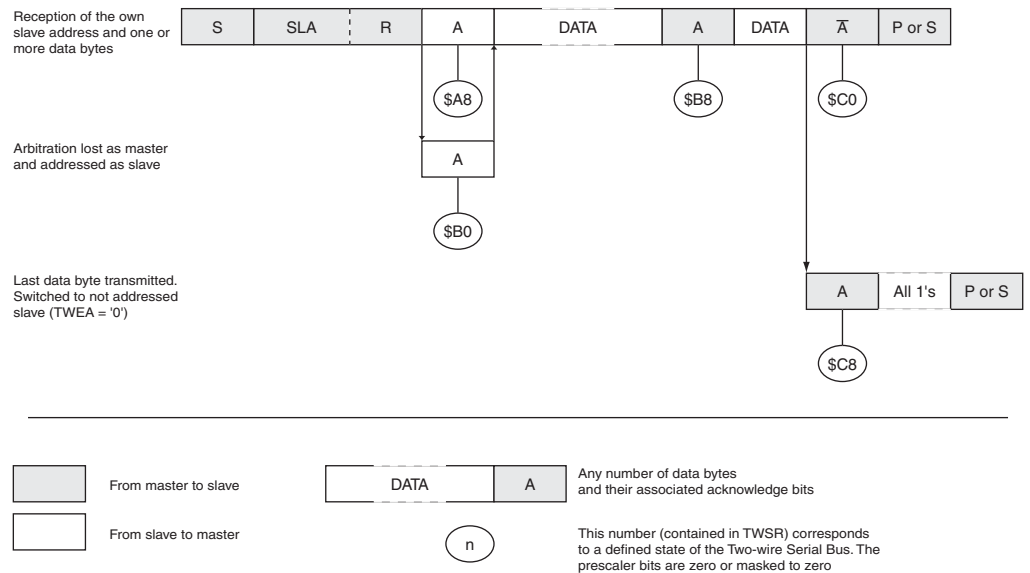 Reception of the own
slave address and one or
more data bytes
S SLA R A DATA A DATA A̅ P or S
$A8 $B8 $C0
Arbitration lost as master
and addressed as slave
A
$B0
Last data byte transmitted.
Switched to not addressed
slave (TWEA = '0')
A All 1's P or S
$C8
From master to slave
From slave to master
DATA A
Any number of data bytes
and their associated acknowledge bits
n
This number (contained in TWSR) corresponds
to a defined state of the Two-wire Serial Bus. The
prescaler bits are zero or masked to zero